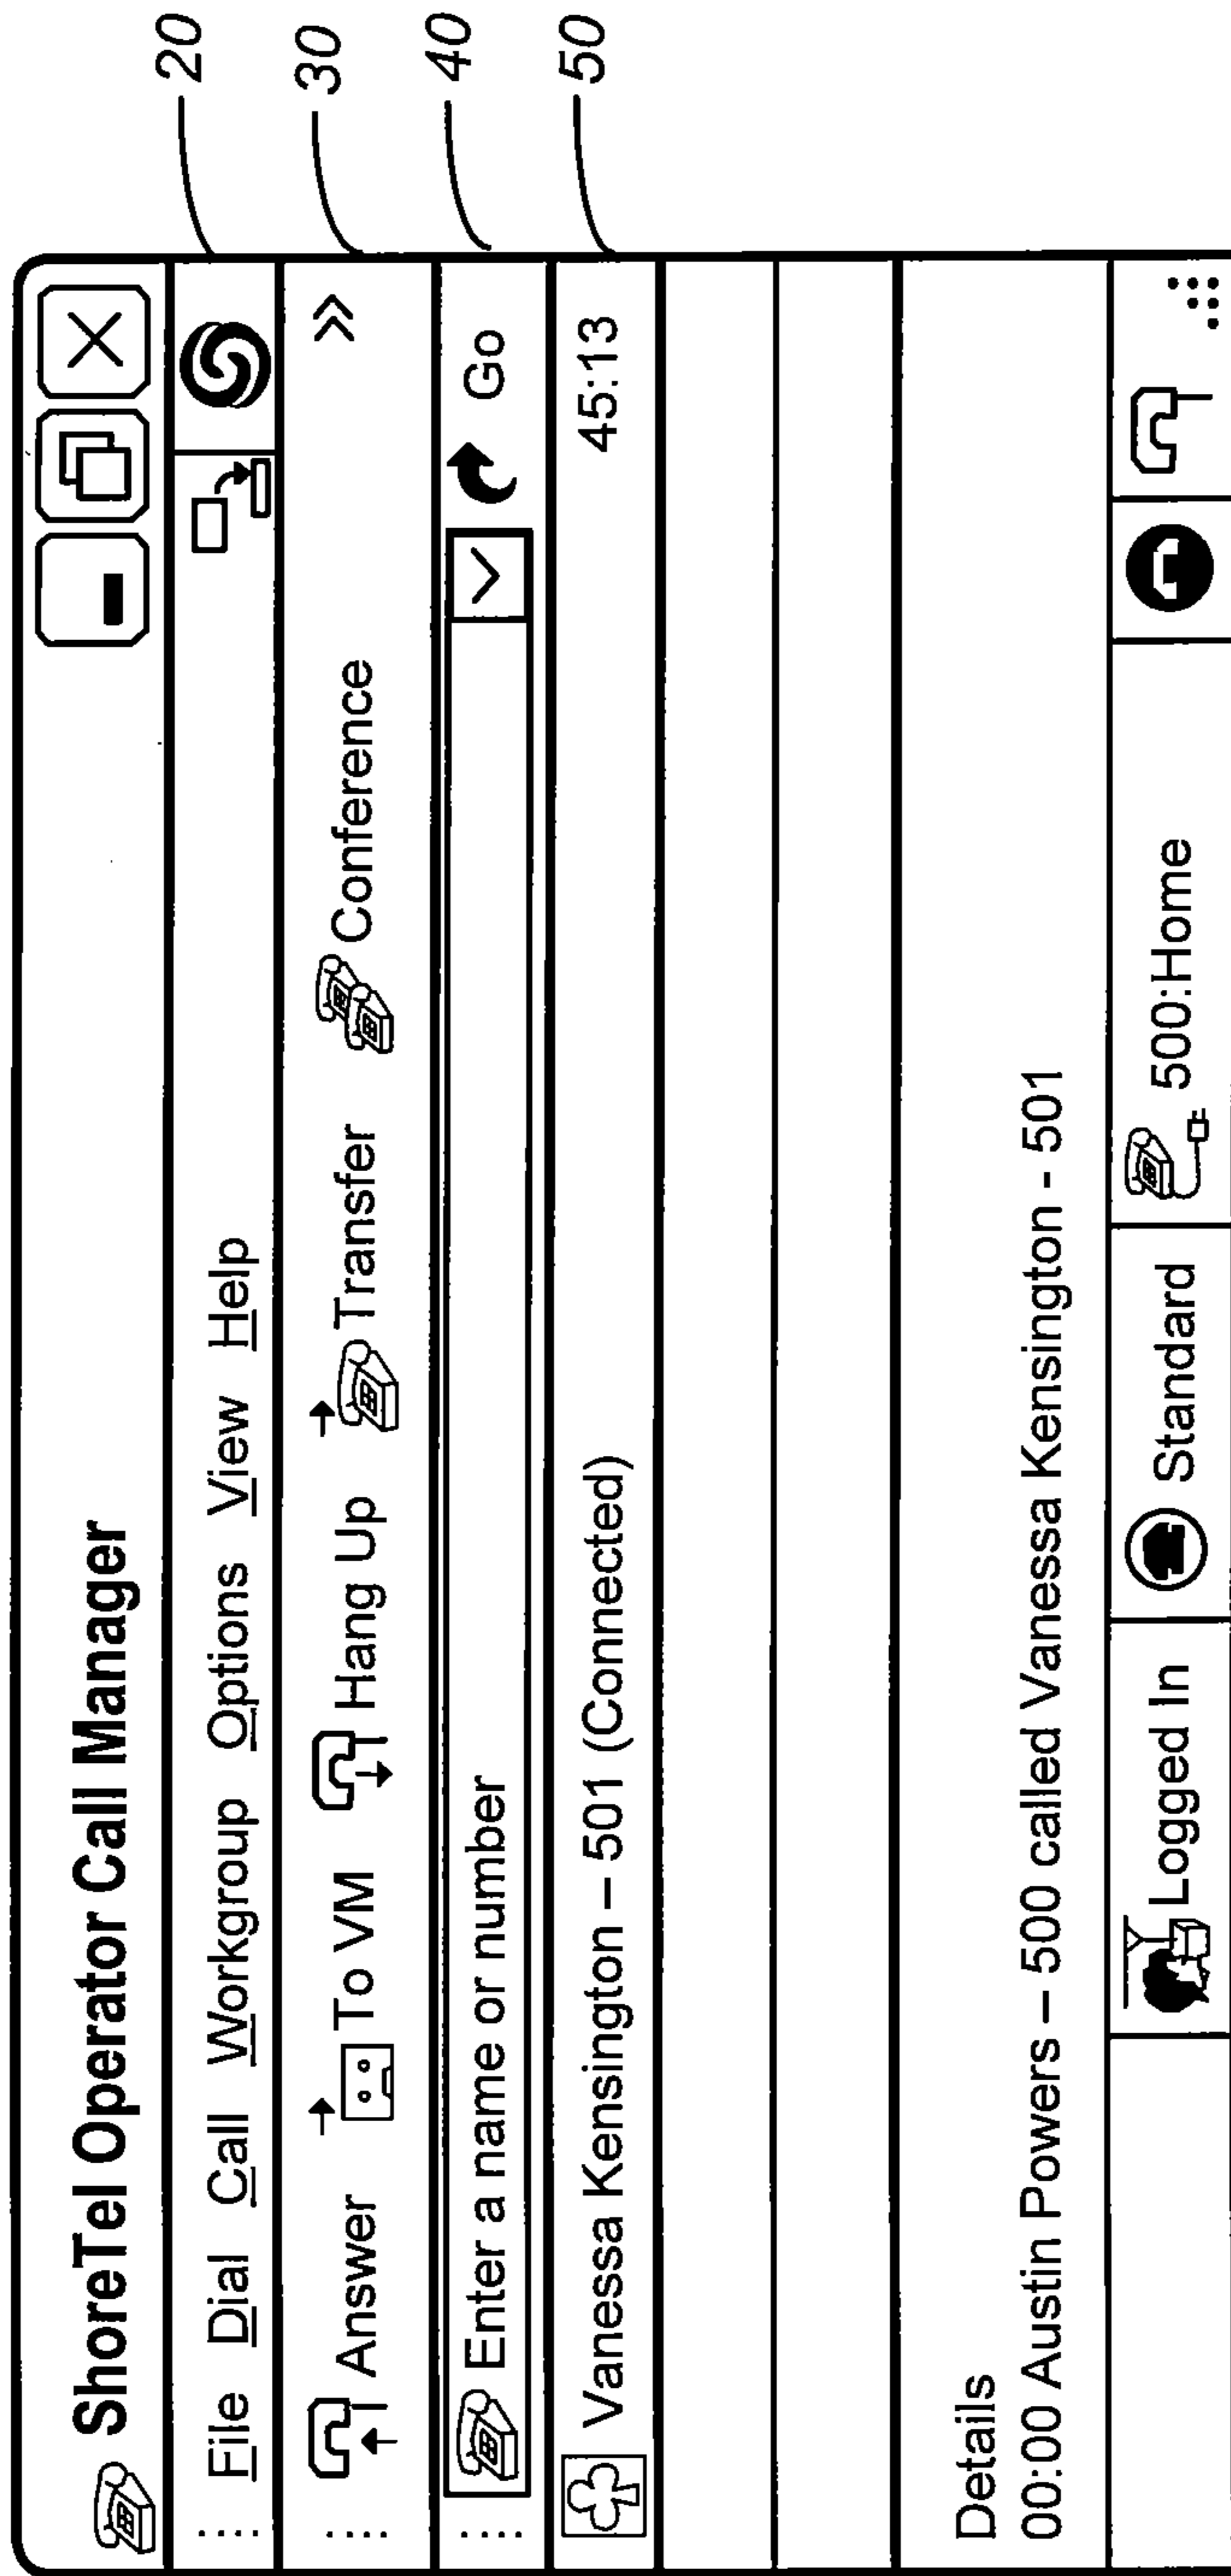 ShoreTel Operator Call Manager
File Dial Call Workgroup Options View Help
20
Answer To VM Hang Up Transfer Conference »
30
Enter a name or number Go
40
Vanessa Kensington – 501 (Connected) 45:13
50
Details
00:00 Austin Powers – 500 called Vanessa Kensington - 501
Logged In Standard 500:Home